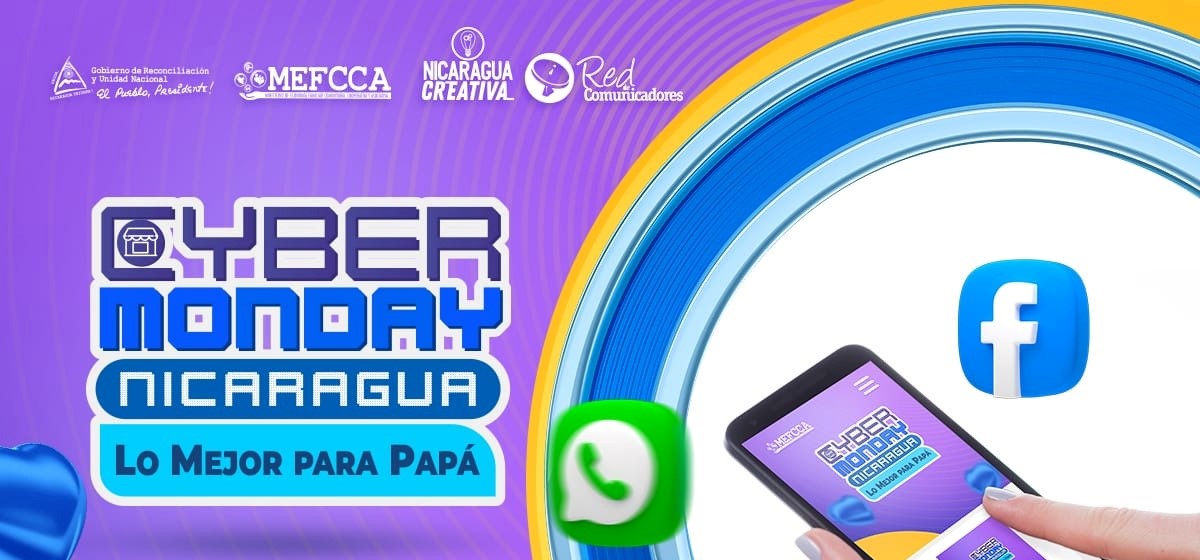 Gobierno de Reconciliación
y Unidad Nacional
El Pueblo, Presidente!
MEFCCA
NICARAGUA
CREATIVA
Red
de
Comunicadores
CYBER
MONDAY
NICARAGUA
LO MEJOR PARA PAPÁ
f
MEFCCA
CYBER
MONDAY
NICARAGUA
LO MEJOR PARA PAPÁ